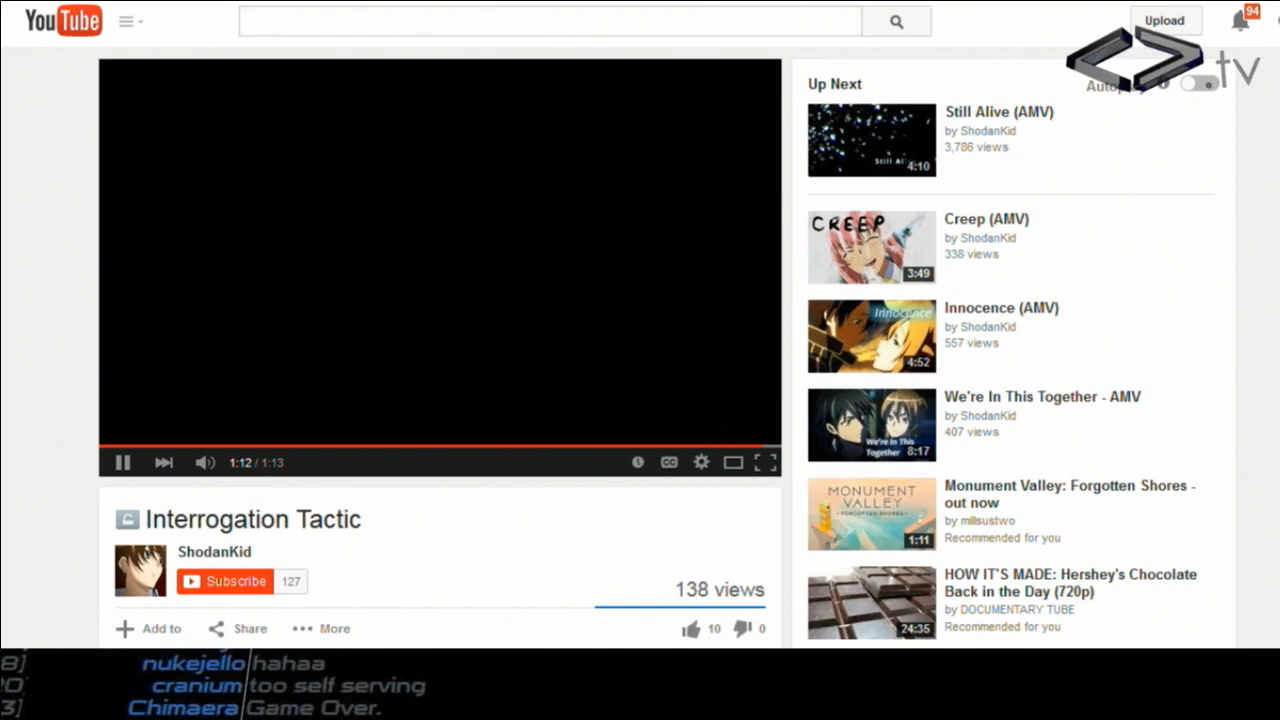 YouTube
Upload
94
tv
Up Next
Still Alive (AMV)
by ShodanKid
3,786 views
4:10
CREEP
3:49
Creep (AMV)
by ShodanKid
338 views
Innocence
4:52
Innocence (AMV)
by ShodanKid
557 views
We're In This
Together
8:17
We're In This Together - AMV
by ShodanKid
407 views
MONUMENT
VALLEY
FORGOTTEN SHORES
1:11
Monument Valley: Forgotten Shores -
out now
by millsustwo
Recommended for you
24:35
HOW IT'S MADE: Hershey's Chocolate
Back in the Day (720p)
by DOCUMENTARY TUBE
Recommended for you
1:12 / 1:13
CC
Interrogation Tactic
ShodanKid
Subscribe 127
138 views
Add to Share More
10 0
8] nukejello hahaa
20] cranium too self serving
3] Chimaera Game Over.